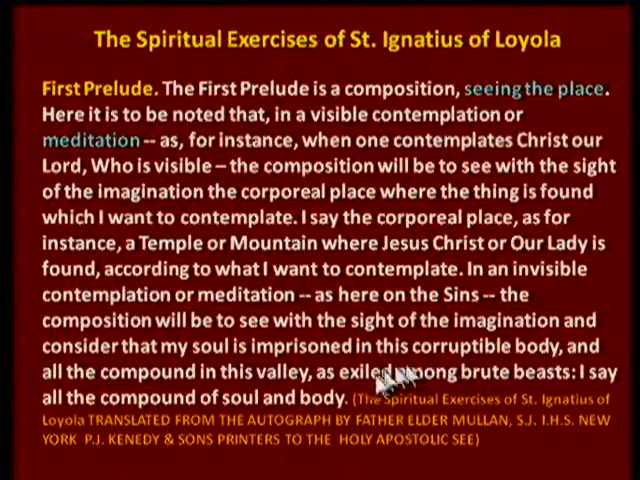 The Spiritual Exercises of St. Ignatius of Loyola
First Prelude. The First Prelude is a composition, seeing the place.
Here it is to be noted that, in a visible contemplation or
meditation -- as, for instance, when one contemplates Christ our
Lord, Who is visible – the composition will be to see with the sight
of the imagination the corporeal place where the thing is found
which I want to contemplate. I say the corporeal place, as for
instance, a Temple or Mountain where Jesus Christ or Our Lady is
found, according to what I want to contemplate. In an invisible
contemplation or meditation -- as here on the Sins -- the
composition will be to see with the sight of the imagination and
consider that my soul is imprisoned in this corruptible body, and
all the compound in this valley, as exiled among brute beasts: I say
all the compound of soul and body. (The Spiritual Exercises of St. Ignatius of
Loyola TRANSLATED FROM THE AUTOGRAPH BY FATHER ELDER MULLAN, S.J. I.H.S. NEW
YORK P.J. KENEDY & SONS PRINTERS TO THE HOLY APOSTOLIC SEE)